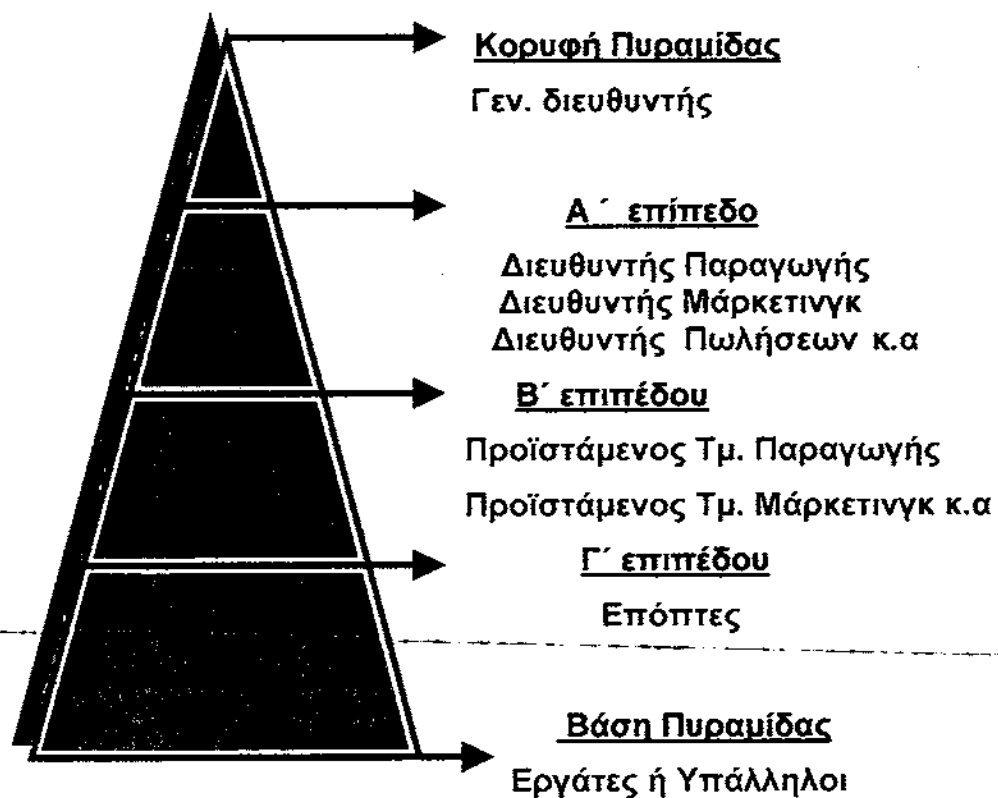 Κορυφή Πυραμίδας
Γεν. διευθυντής
Α΄ επίπεδο
Διευθυντής Παραγωγής
Διευθυντής Μάρκετινγκ
Διευθυντής Πωλήσεων κ.α
Β΄ επιπέδου
Προϊστάμενος Τμ. Παραγωγής
Προϊστάμενος Τμ. Μάρκετινγκ κ.α
Γ΄ επιπέδου
Επόπτες
Βάση Πυραμίδας
Εργάτες ή Υπάλληλοι